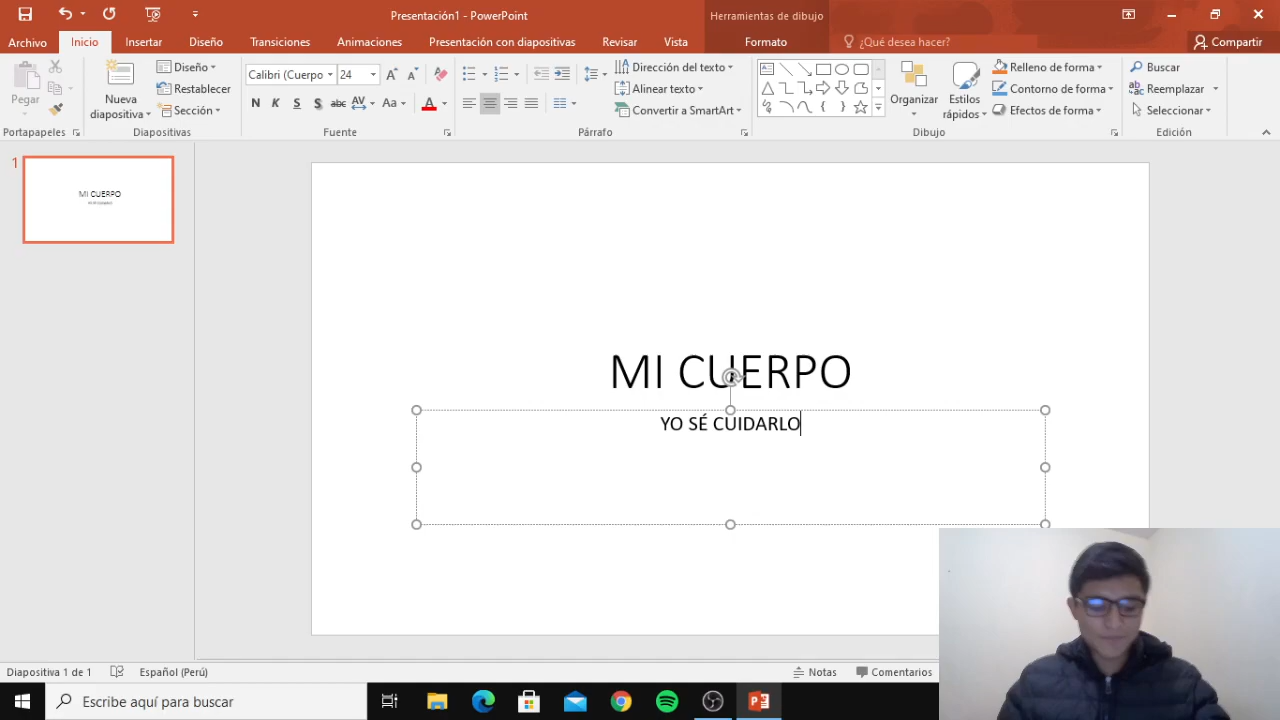 Presentación1 - PowerPoint
Herramientas de dibujo
Archivo
Inicio
Insertar
Diseño
Transiciones
Animaciones
Presentación con diapositivas
Revisar
Vista
Formato
¿Qué desea hacer?
Compartir
Pegar
Portapapeles
Nueva
diapositiva
Diseño
Restablecer
Sección
Diapositivas
Calibri (Cuerpo
24
N
K
S
S
abc
AV
Aa
A
Fuente
Dirección del texto
Alinear texto
Convertir a SmartArt
Párrafo
Organizar
Estilos
rápidos
Relleno de forma
Contorno de forma
Efectos de forma
Dibujo
Buscar
Reemplazar
Seleccionar
Edición
1
MI CUERPO
MI CUERPO
YO SÉ CUIDARLO
Diapositiva 1 de 1
Español (Perú)
Notas
Comentarios
Escribe aquí para buscar